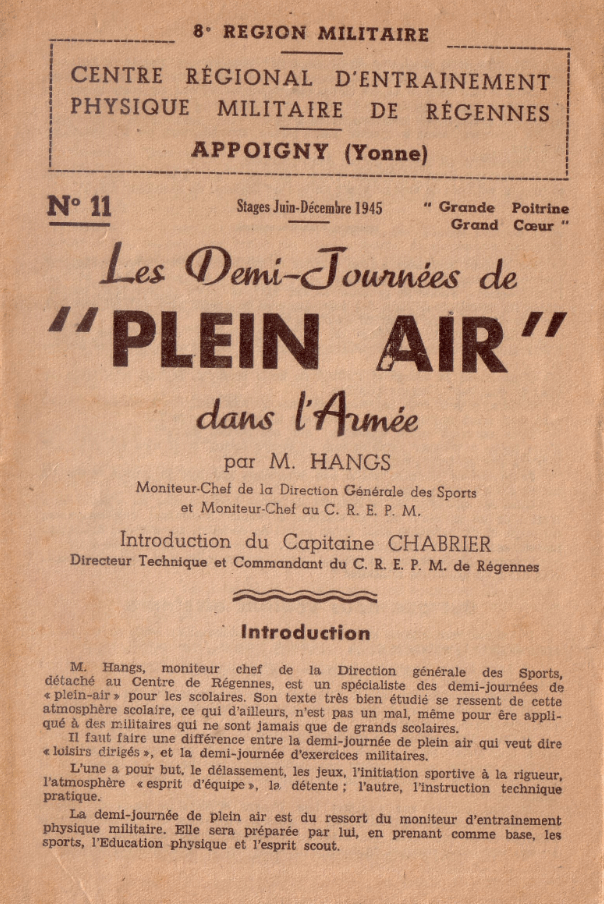 8e REGION MILITAIRE
CENTRE RÉGIONAL D'ENTRAINEMENT
PHYSIQUE MILITAIRE DE RÉGENNES
APPOIGNY (Yonne)
No 11
Stages Juin-Décembre 1945
" Grande Poitrine
Grand Cœur "
Les Demi-Journées de
"PLEIN AIR"
dans l'Armée
par M. HANGS
Moniteur-Chef de la Direction Générale des Sports
et Moniteur-Chef au C. R. E. P. M.
Introduction du Capitaine CHABRIER
Directeur Technique et Commandant du C. R. E. P. M. de Régennes
Introduction
M. Hangs, moniteur chef de la Direction générale des Sports,
détaché au Centre de Régennes, est un spécialiste des demi-journées de
« plein-air » pour les scolaires. Son texte très bien étudié se ressent de cette
atmosphère scolaire, ce qui d'ailleurs, n'est pas un mal, même pour êre appli-
qué à des militaires qui ne sont jamais que de grands scolaires.
Il faut faire une différence entre la demi-journée de plein air qui veut dire
« loisirs dirigés », et la demi-journée d'exercices militaires.
L'une a pour but, le délassement, les jeux, l'initiation sportive à la rigueur,
l'atmosphère « esprit d'équipe », la détente ; l'autre, l'instruction technique
pratique.
La demi-journée de plein air est du ressort du moniteur d'entraînement
physique militaire. Elle sera préparée par lui, en prenant comme base, les
sports, l'Education physique et l'esprit scout.